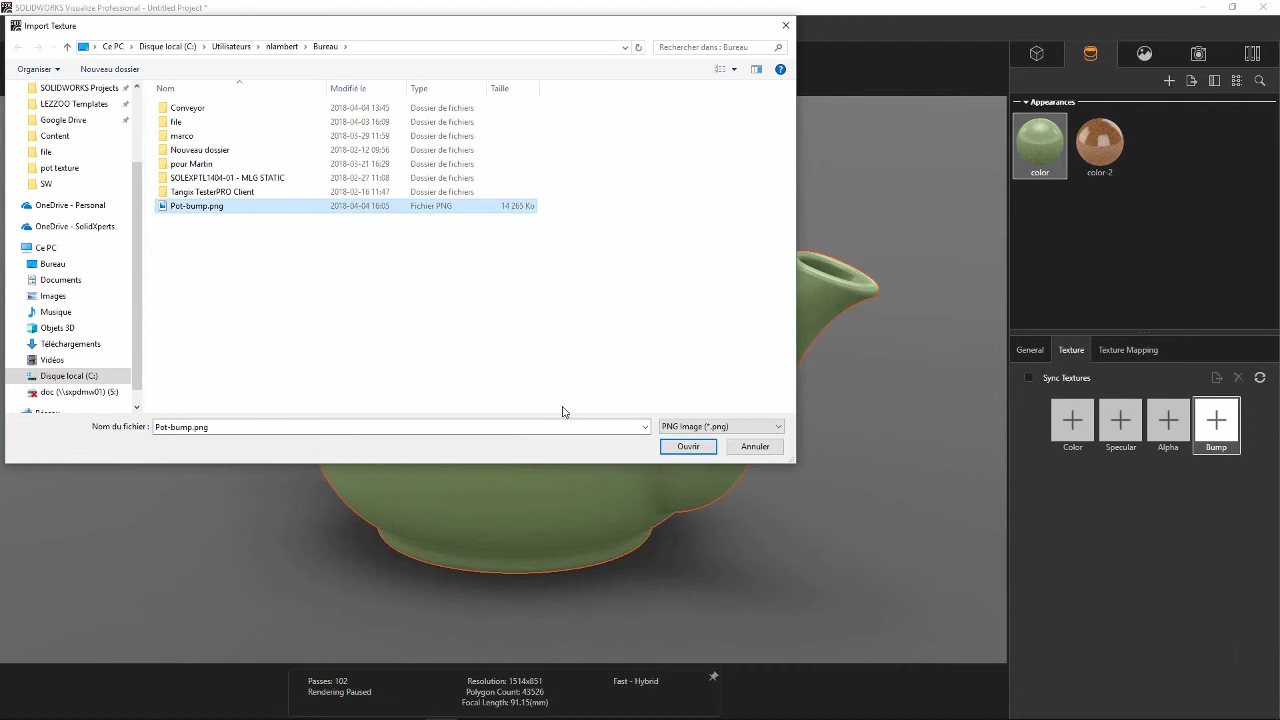 SOLIDWORKS Visualize Professional - Untitled Project *
Import Texture
Ce PC > Disque local (C:) > Utilisateurs > nlambert > Bureau >
Rechercher dans : Bureau
Organiser
Nouveau dossier
SOLIDWORKS Projects
LEZZOO Templates
Google Drive
Content
file
pot texture
SW
OneDrive - Personal
OneDrive - SolidXperts
Ce PC
Bureau
Documents
Images
Musique
Objets 3D
Téléchargements
Vidéos
Disque local (C:)
doc (\\sxpdmw01) (S:)
Nom Modifié le Type Taille
Conveyor 2018-04-04 13:45 Dossier de fichiers
file 2018-04-03 16:09 Dossier de fichiers
marco 2018-03-29 11:59 Dossier de fichiers
Nouveau dossier 2018-02-12 09:56 Dossier de fichiers
pour Martin 2018-03-21 16:29 Dossier de fichiers
SOLEXPTL1404-01 - MLG STATIC 2018-02-27 11:08 Dossier de fichiers
Tangix TesterPRO Client 2018-02-16 11:47 Dossier de fichiers
Pot-bump.png 2018-04-04 16:05 Fichier PNG 14 265 Ko
Nom du fichier : Pot-bump.png
PNG Image (*.png)
Ouvrir Annuler
Appearances
color color-2
General Texture Texture Mapping
Sync Textures
Color Specular Alpha Bump
Passes: 102 Resolution: 1514x851 Fast - Hybrid
Rendering Paused Polygon Count: 43526
Focal Length: 91.15(mm)